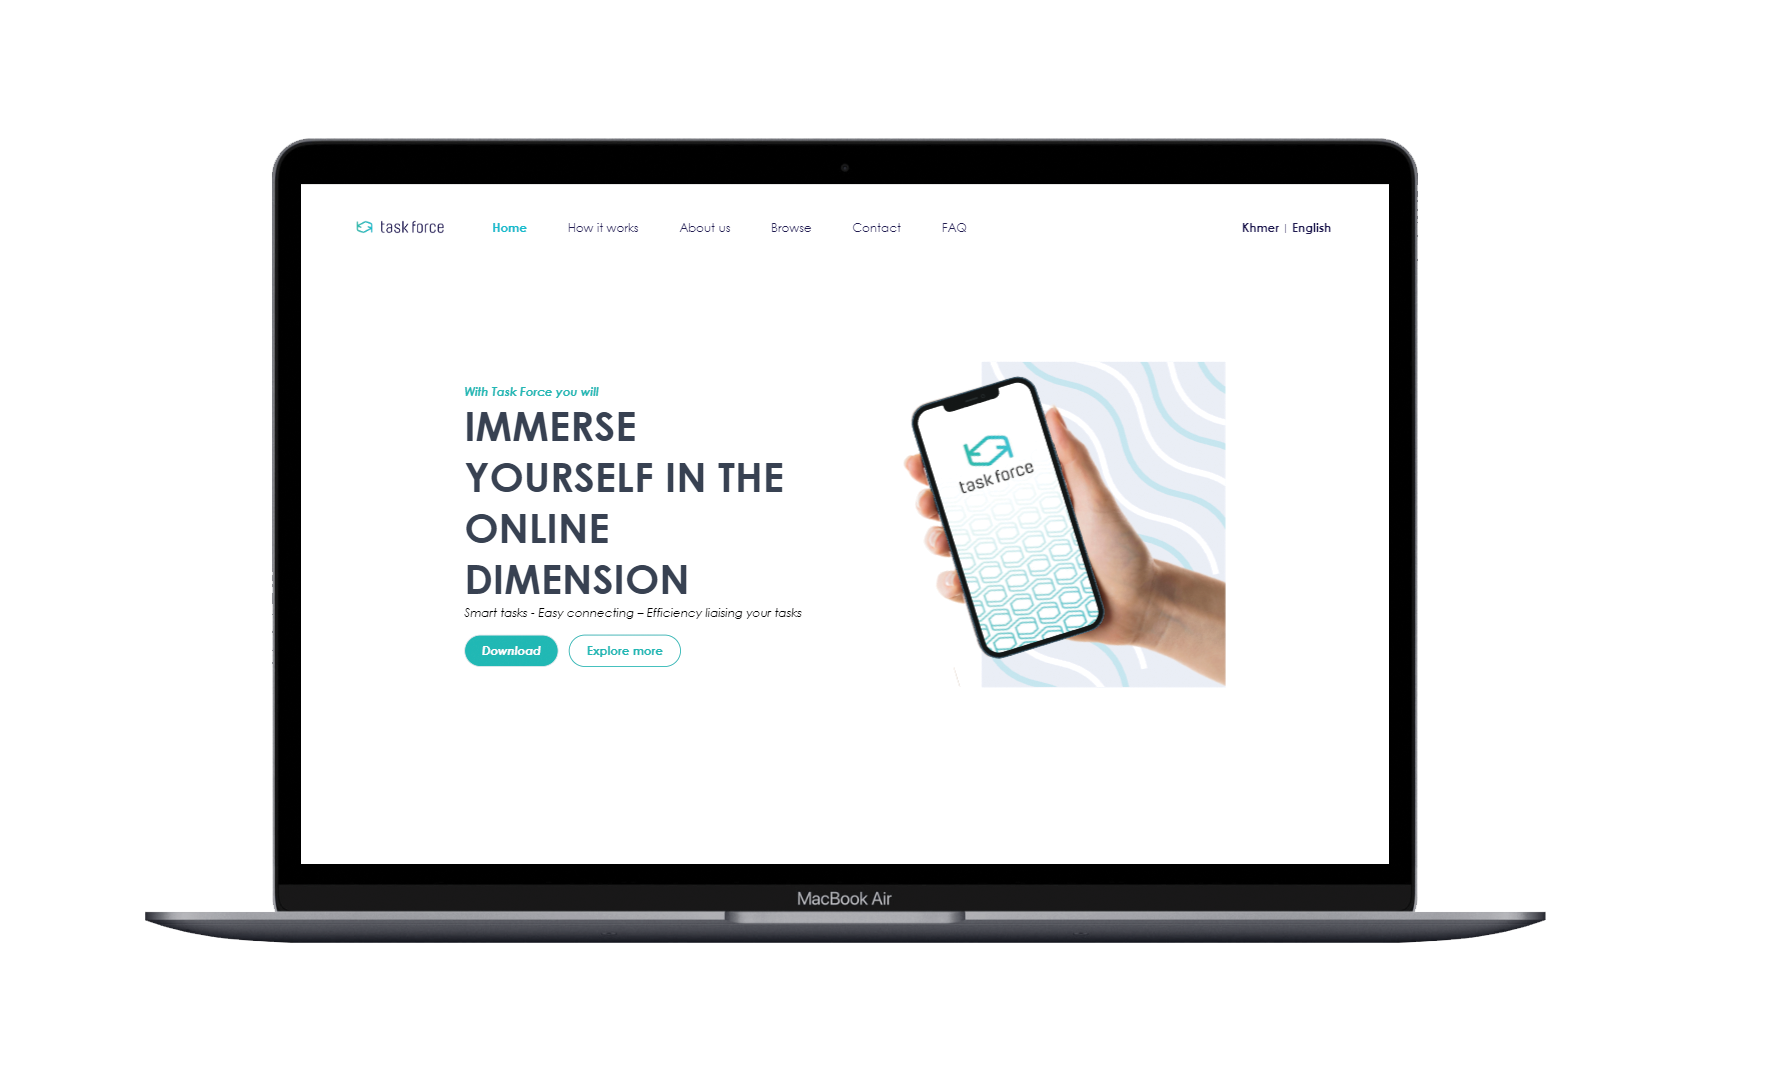 task force
Home
How it works
About us
Browse
Contact
FAQ
Khmer | English
With Task Force you will
IMMERSE
YOURSELF IN THE
ONLINE
DIMENSION
Smart tasks - Easy connecting – Efficiency liaising your tasks
Download
Explore more
task force
MacBook Air